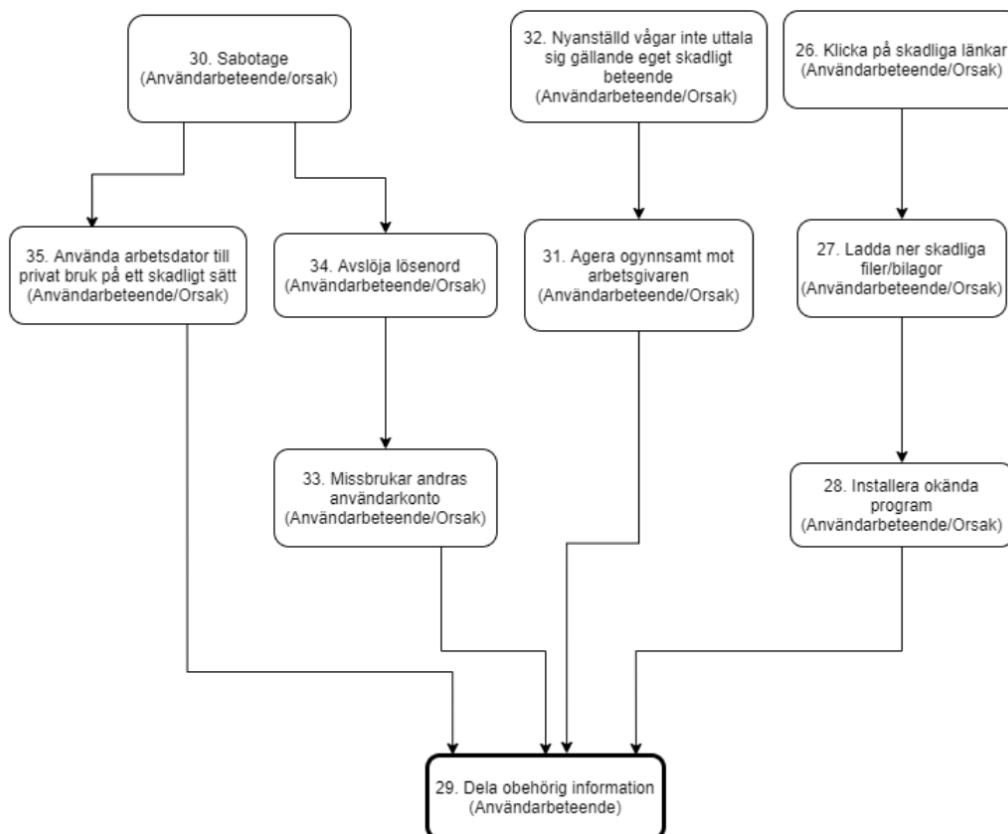 30. Sabotage
(Användarbeteende/orsak)
32. Nyanställd vågar inte uttala
sig gällande eget skadligt
beteende
(Användarbeteende/Orsak)
26. Klicka på skadliga länkar
(Användarbeteende/Orsak)
35. Använda arbetsdator till
privat bruk på ett skadligt sätt
(Användarbeteende/Orsak)
34. Avslöja lösenord
(Användarbeteende/Orsak)
31. Agera ogynnsamt mot
arbetsgivaren
(Användarbeteende/Orsak)
27. Ladda ner skadliga
filer/bilagor
(Användarbeteende/Orsak)
33. Missbrukar andras
användarkonto
(Användarbeteende/Orsak)
28. Installera okända
program
(Användarbeteende/Orsak)
29. Dela obehörig information
(Användarbeteende)